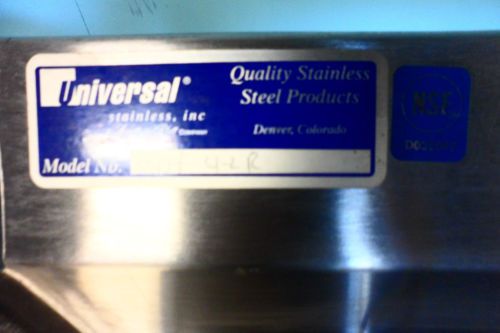 Universal®
stainless, inc
Quality Stainless
Steel Products
Denver, Colorado
Model No.
NSF